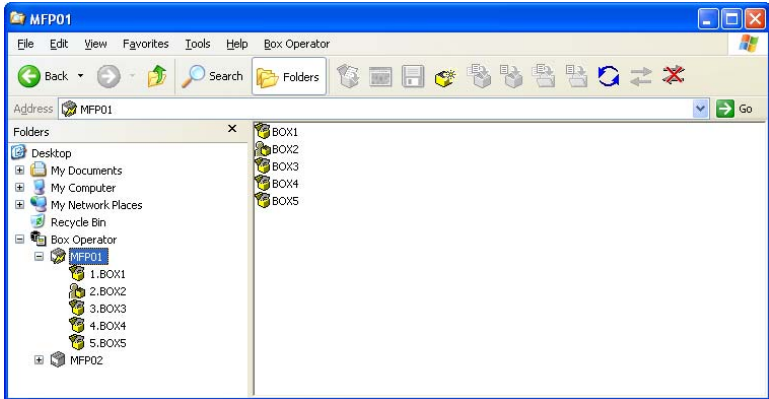 MFP01
File Edit View Favorites Tools Help Box Operator
Back Search Folders
Address MFP01 Go
Folders x
Desktop
My Documents
My Computer
My Network Places
Recycle Bin
Box Operator
MFP01
1.BOX1
2.BOX2
3.BOX3
4.BOX4
5.BOX5
MFP02
BOX1
BOX2
BOX3
BOX4
BOX5